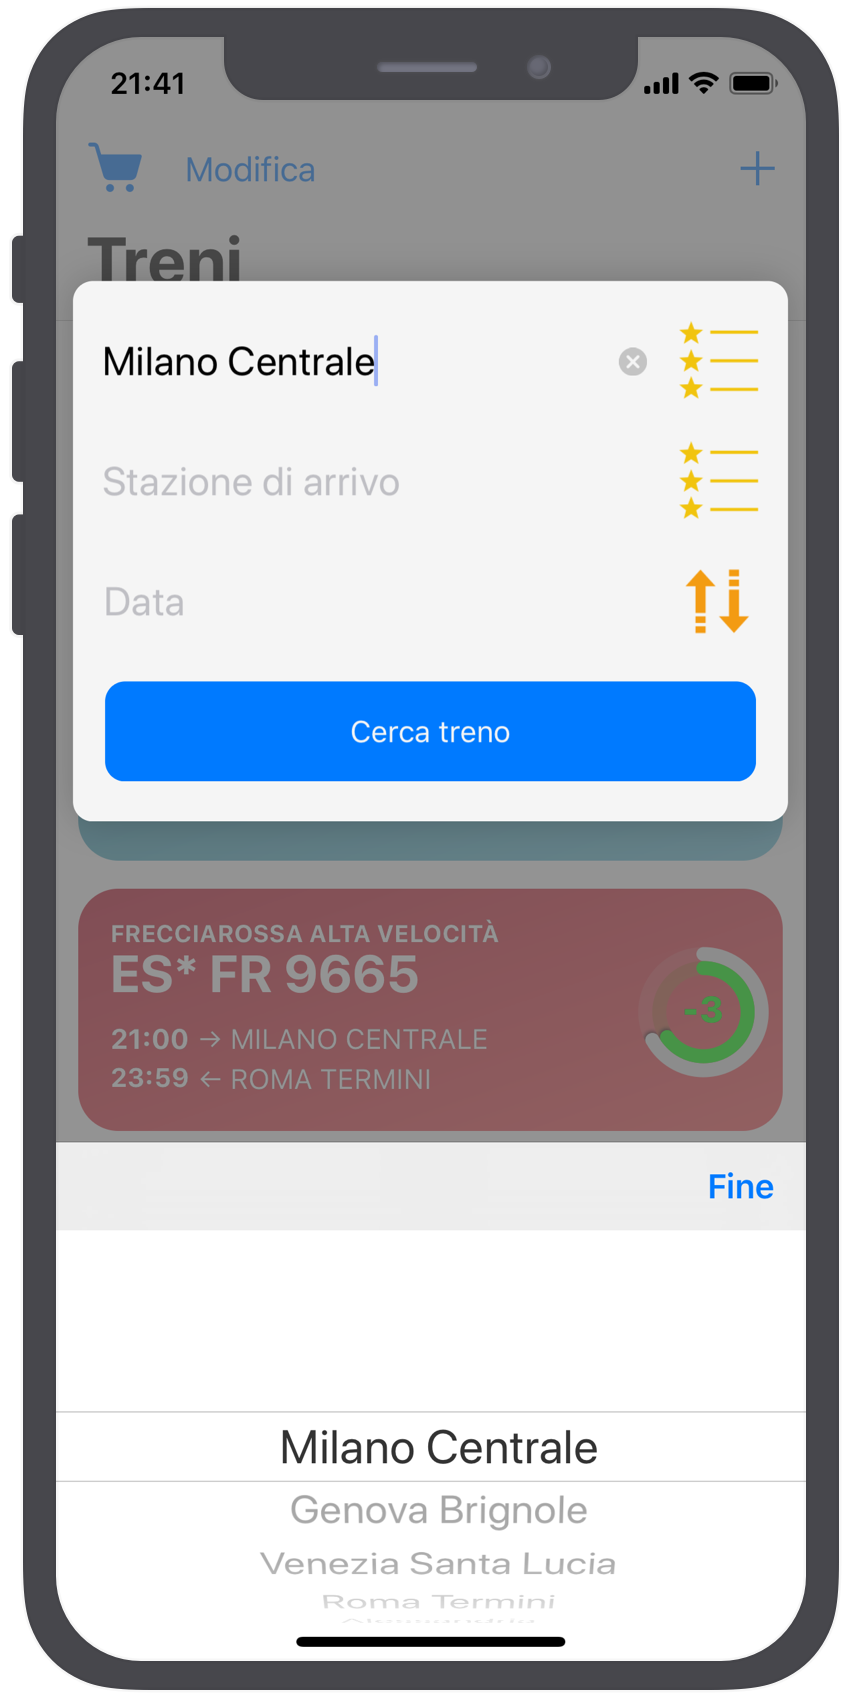 21:41
Modifica
Treni
Milano Centrale
Stazione di arrivo
Data
Cerca treno
FRECCIAROSSA ALTA VELOCITÀ
ES* FR 9665
-3
21:00 → MILANO CENTRALE
23:59 ← ROMA TERMINI
Fine
Milano Centrale
Genova Brignole
Venezia Santa Lucia
Roma Termini